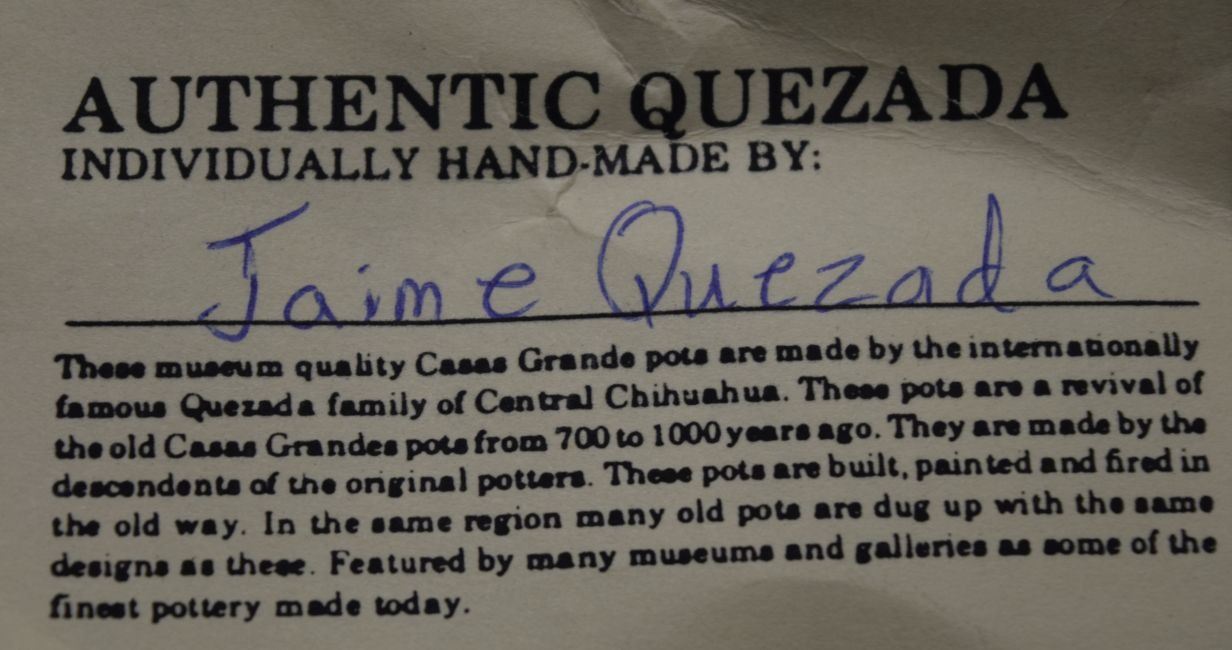 AUTHENTIC QUEZADA
INDIVIDUALLY HAND-MADE BY:
Jaime Quezada
These museum quality Casas Grande pots are made by the internationally
famous Quezada family of Central Chihuahua. These pots are a revival of
the old Casas Grandes pots from 700 to 1000 years ago. They are made by the
descendents of the original potters. These pots are built, painted and fired in
the old way. In the same region many old pots are dug up with the same
designs as these. Featured by many museums and galleries as some of the
finest pottery made today.